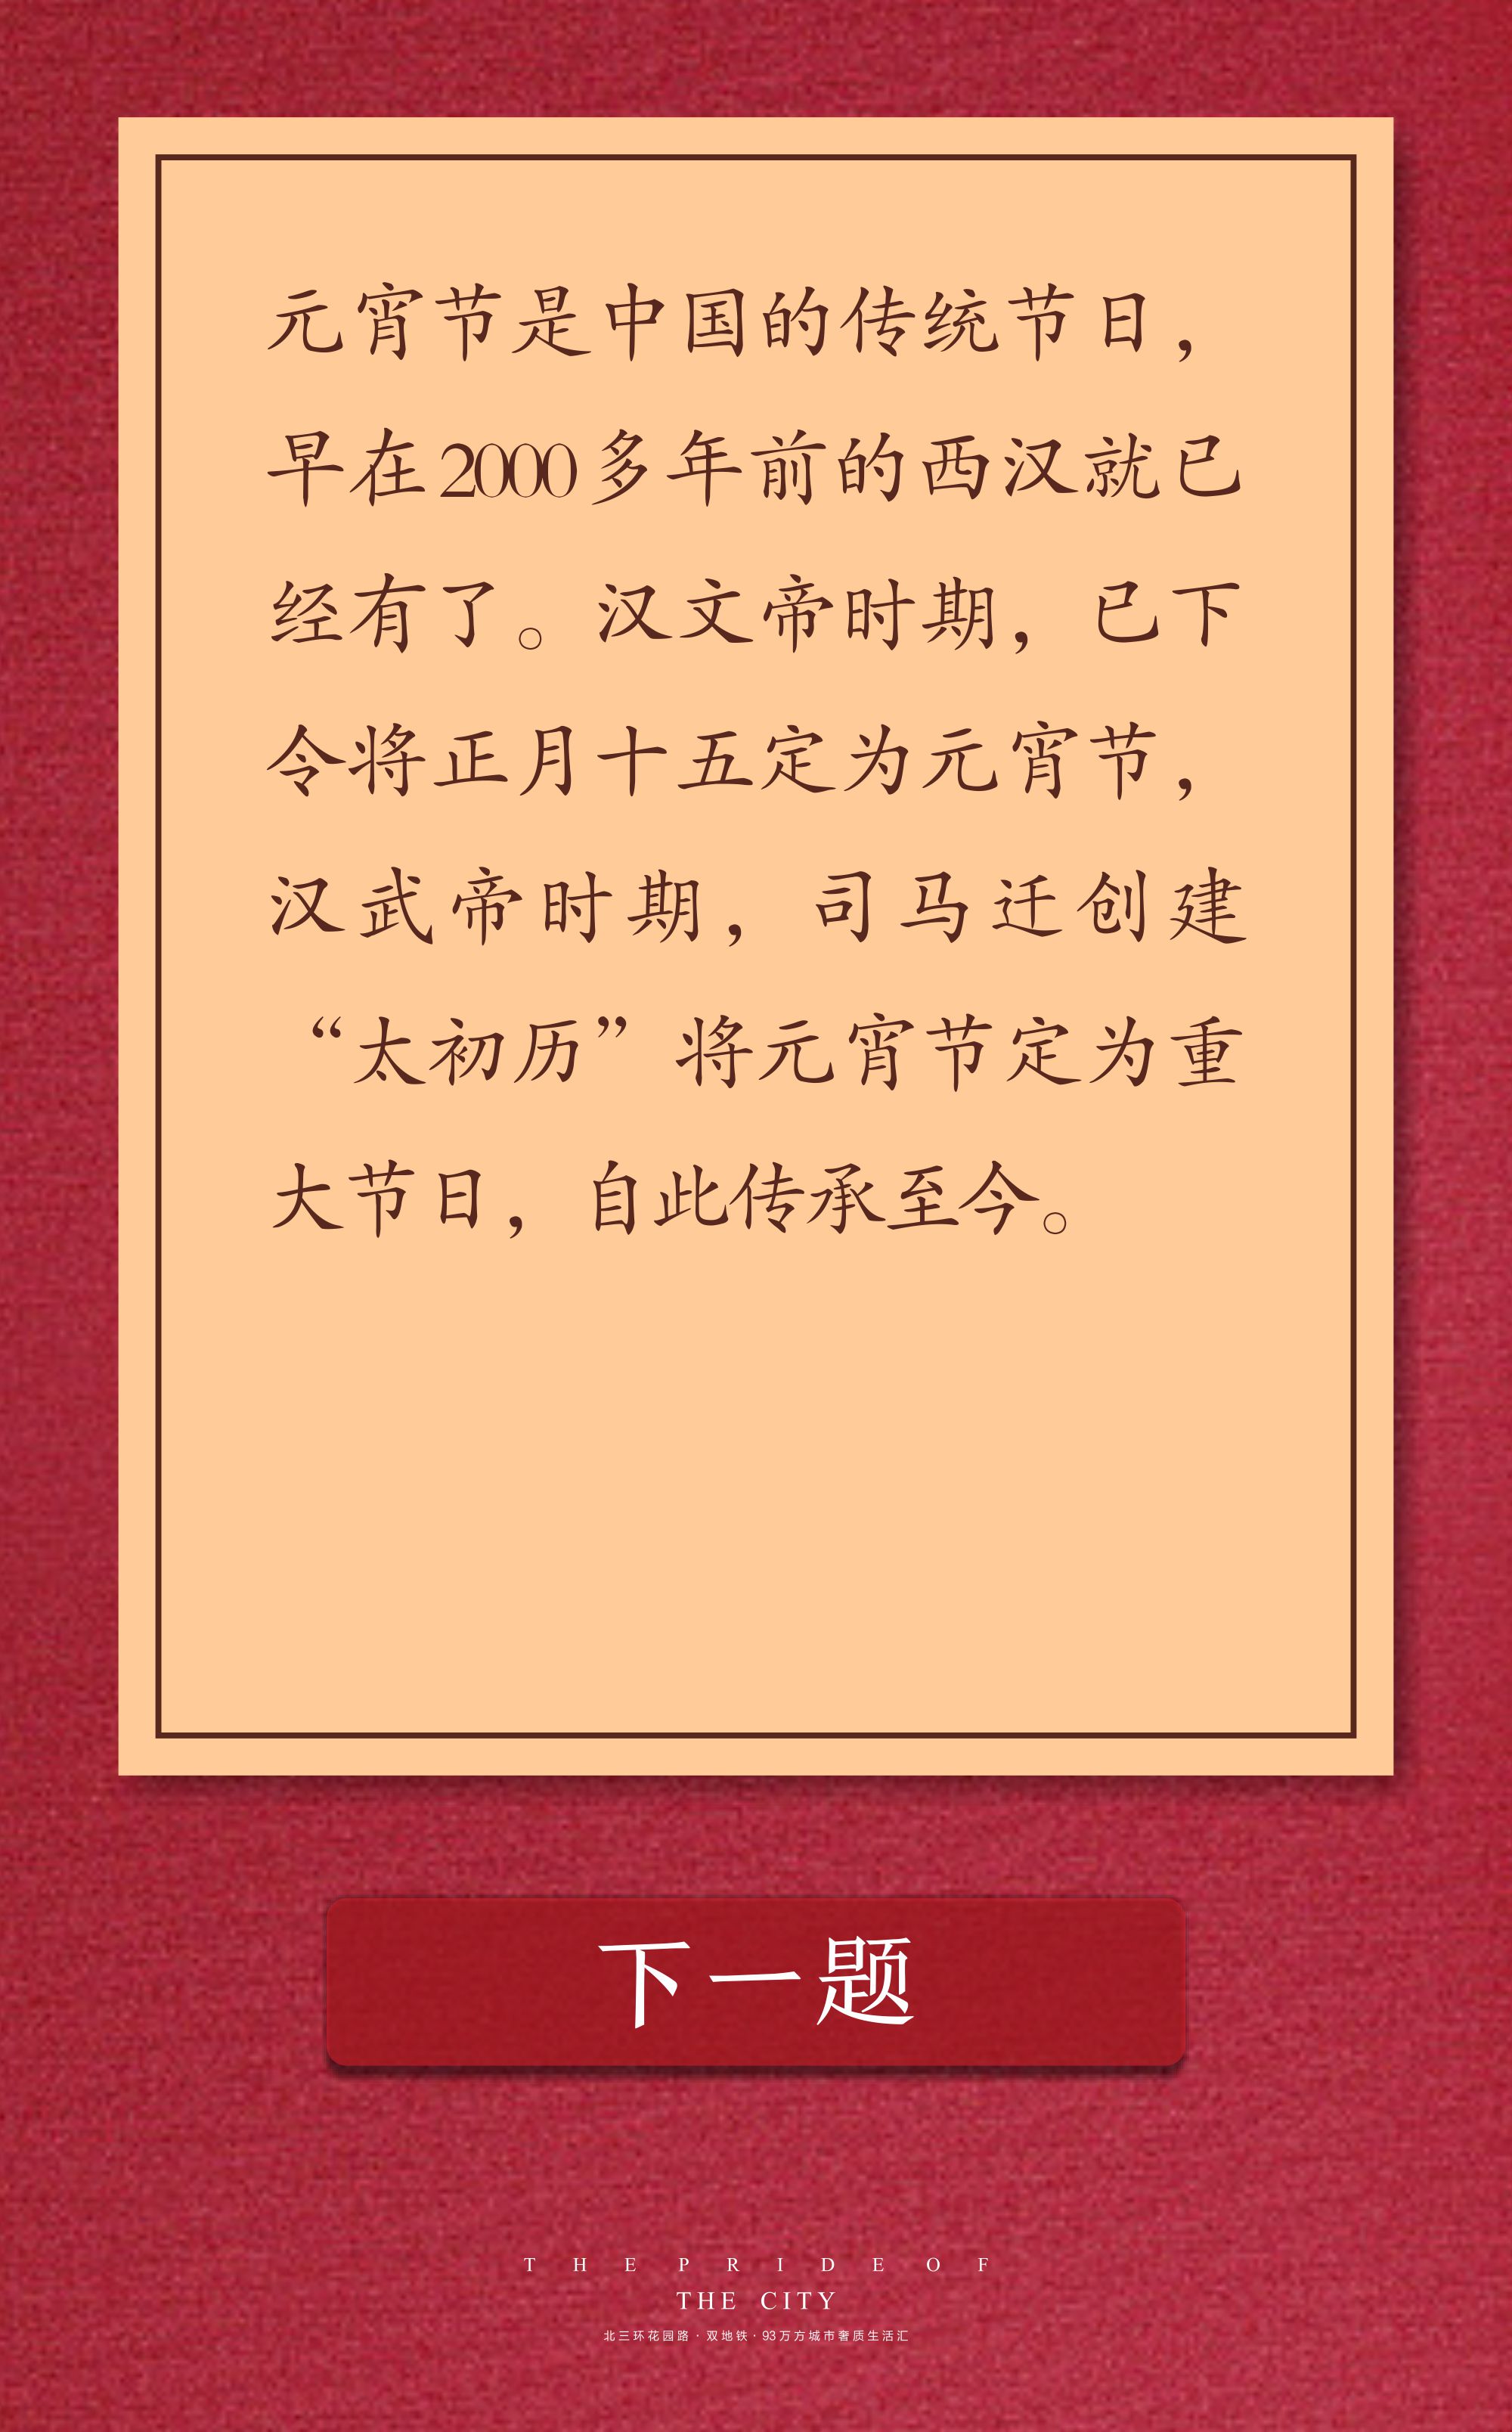 元宵节是中国的传统节日，
早在2000多年前的西汉就已
经有了。汉文帝时期，已下
令将正月十五定为元宵节，
汉武帝时期，司马迁创建
“太初历”将元宵节定为重
大节日，自此传承至今。
下一题
THE PRIDE OF
THE CITY
北三环花园路·双地铁·93万方城市奢质生活汇